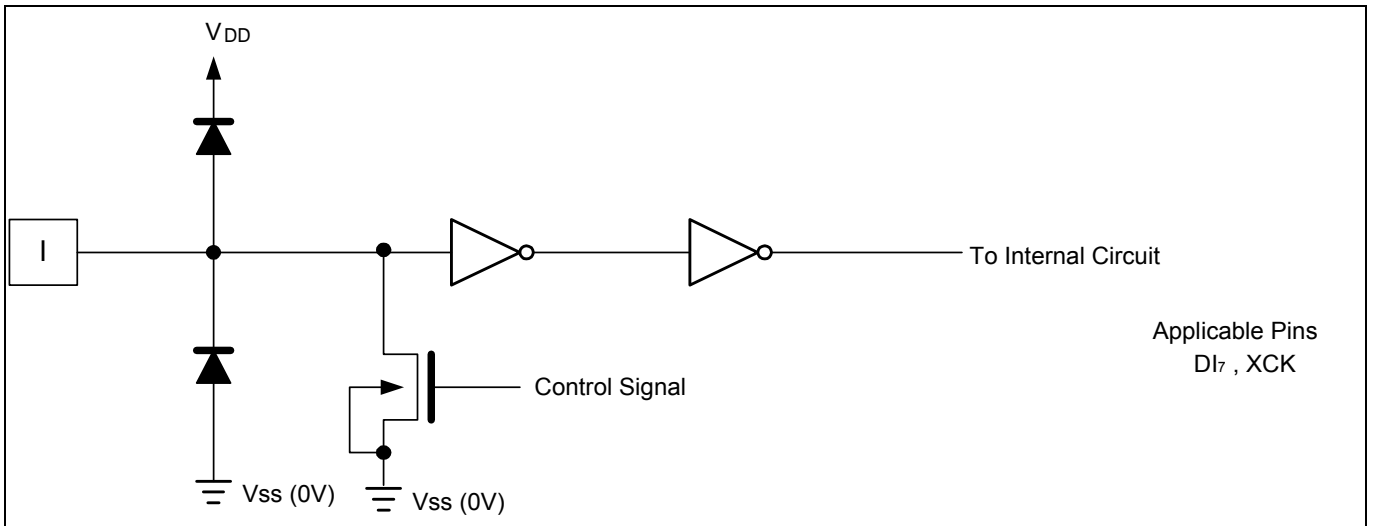 VDD
I
To Internal Circuit
Applicable Pins
DI7 , XCK
Control Signal
Vss (0V)
Vss (0V)